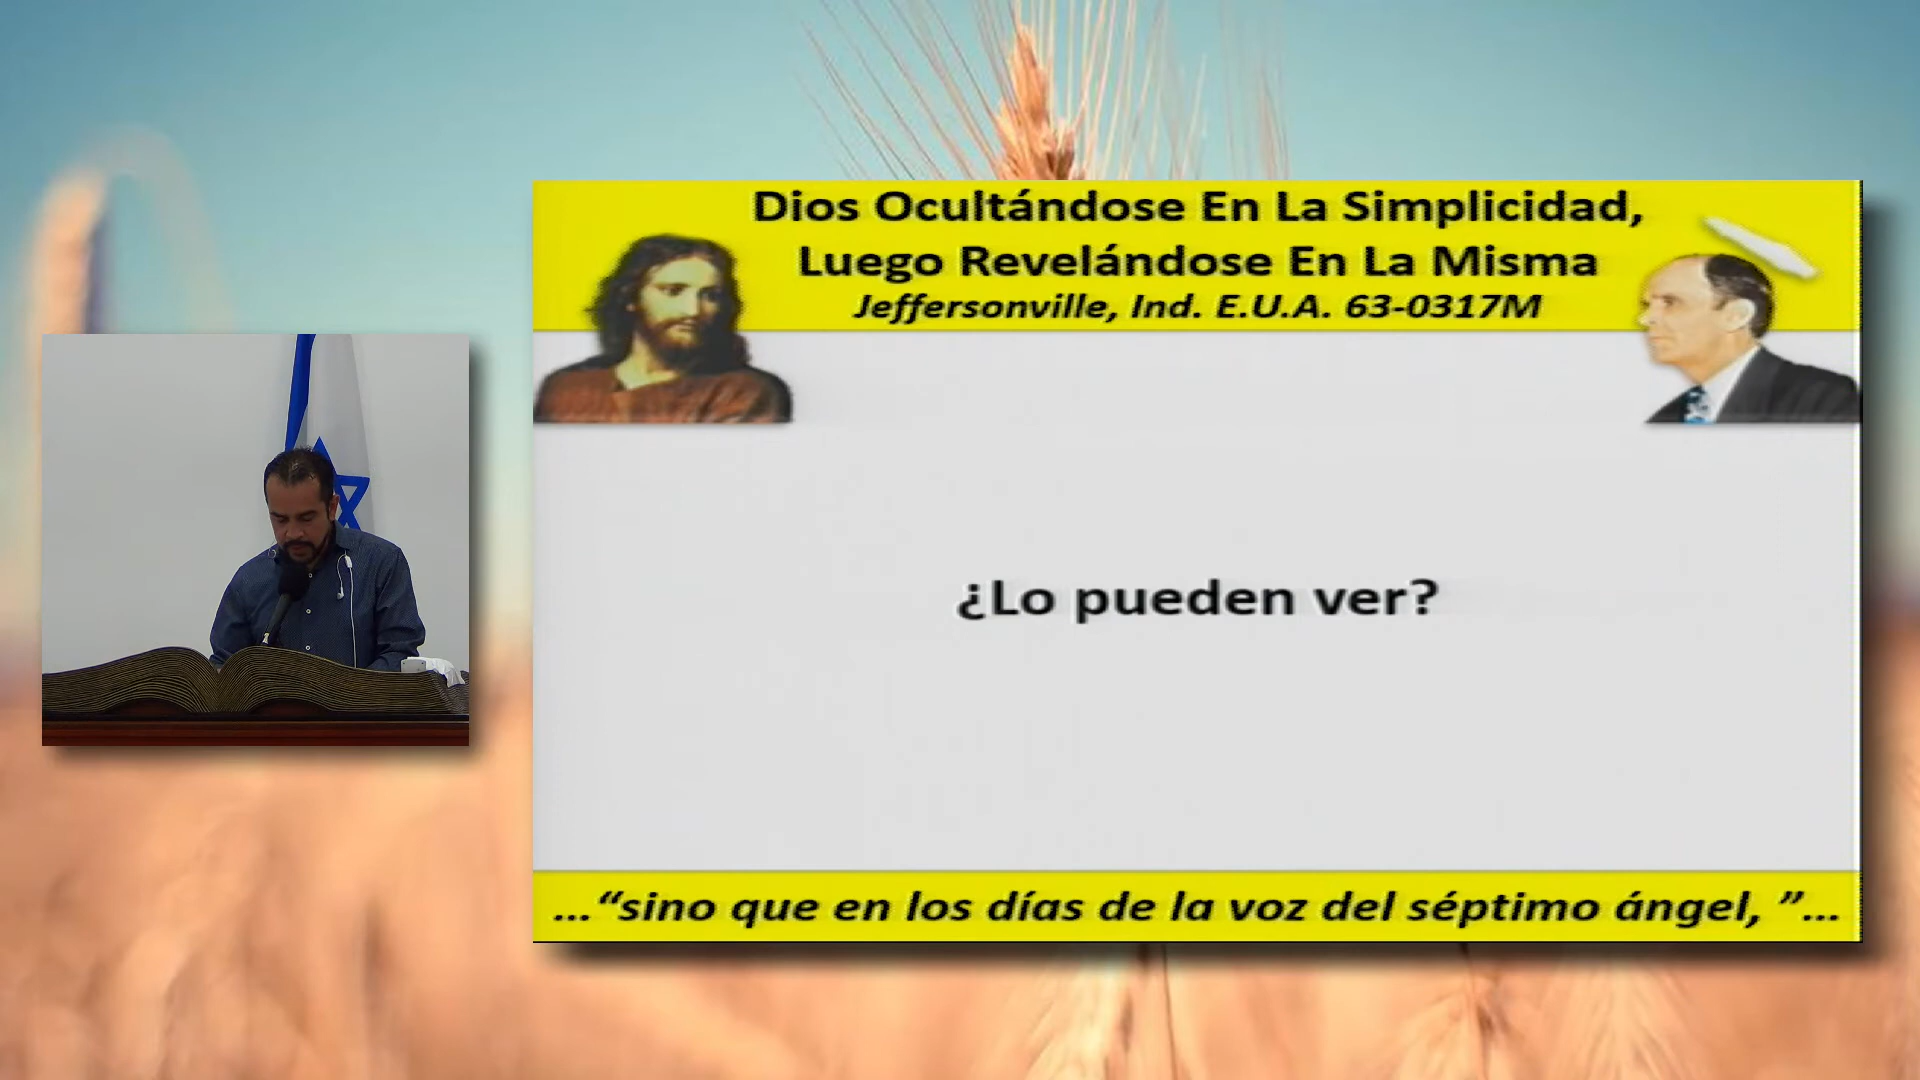 Dios Ocultándose En La Simplicidad,
Luego Revelándose En La Misma
Jeffersonville, Ind. E.U.A. 63-0317M
¿Lo pueden ver?
...“sino que en los días de la voz del séptimo ángel, ”...